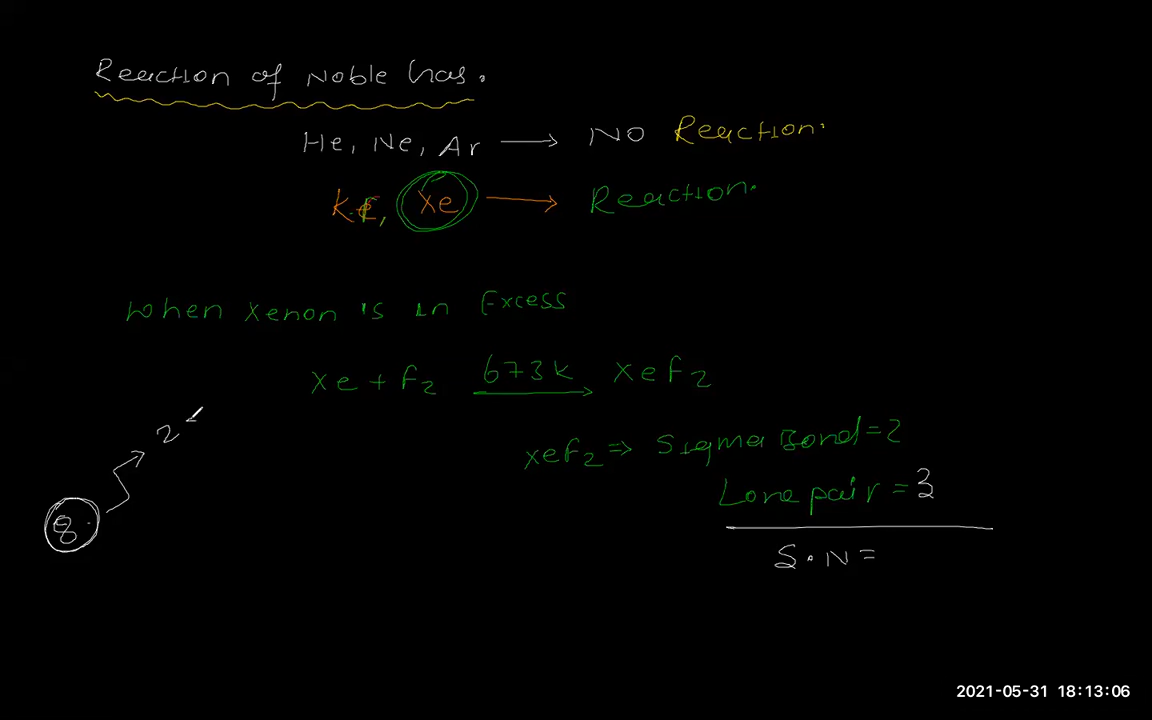 Reaction of Noble Gas.
He, Ne, Ar → NO Reaction.
Xe → Reaction.
When Xenon is in Excess
Xe + F2 673K → XeF2
XeF2 ⇒ Sigma Bond = 2
Lone pair = 3
S.N =
8 → 2
2021-05-31 18:13:06